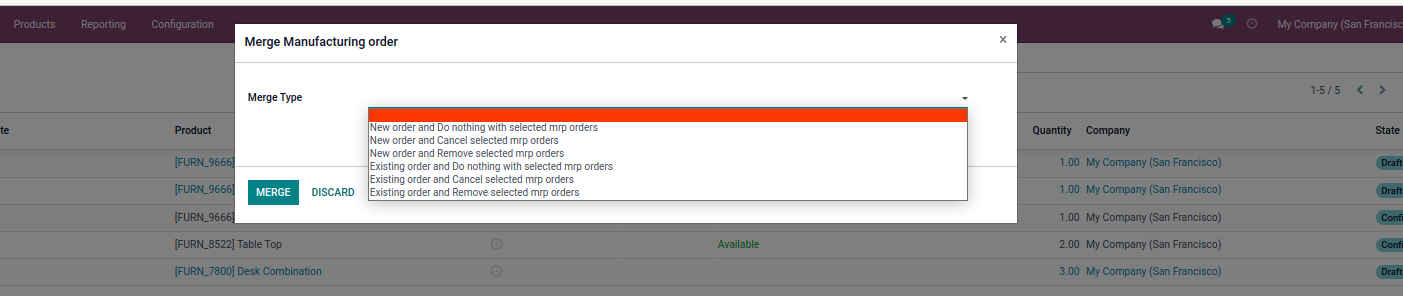 Products Reporting Configuration 5 My Company (San Francisc
Merge Manufacturing order ×
Merge Type
1-5 / 5
New order and Do nothing with selected mrp orders
New order and Cancel selected mrp orders
New order and Remove selected mrp orders
Existing order and Do nothing with selected mrp orders
Existing order and Cancel selected mrp orders
Existing order and Remove selected mrp orders
MERGE DISCARD
te Product Quantity Company State
[FURN_9666] 1.00 My Company (San Francisco) Draft
[FURN_9666] 1.00 My Company (San Francisco) Draft
[FURN_9666] 1.00 My Company (San Francisco) Confi
[FURN_8522] Table Top Available 2.00 My Company (San Francisco) Confi
[FURN_7800] Desk Combination 3.00 My Company (San Francisco) Draft